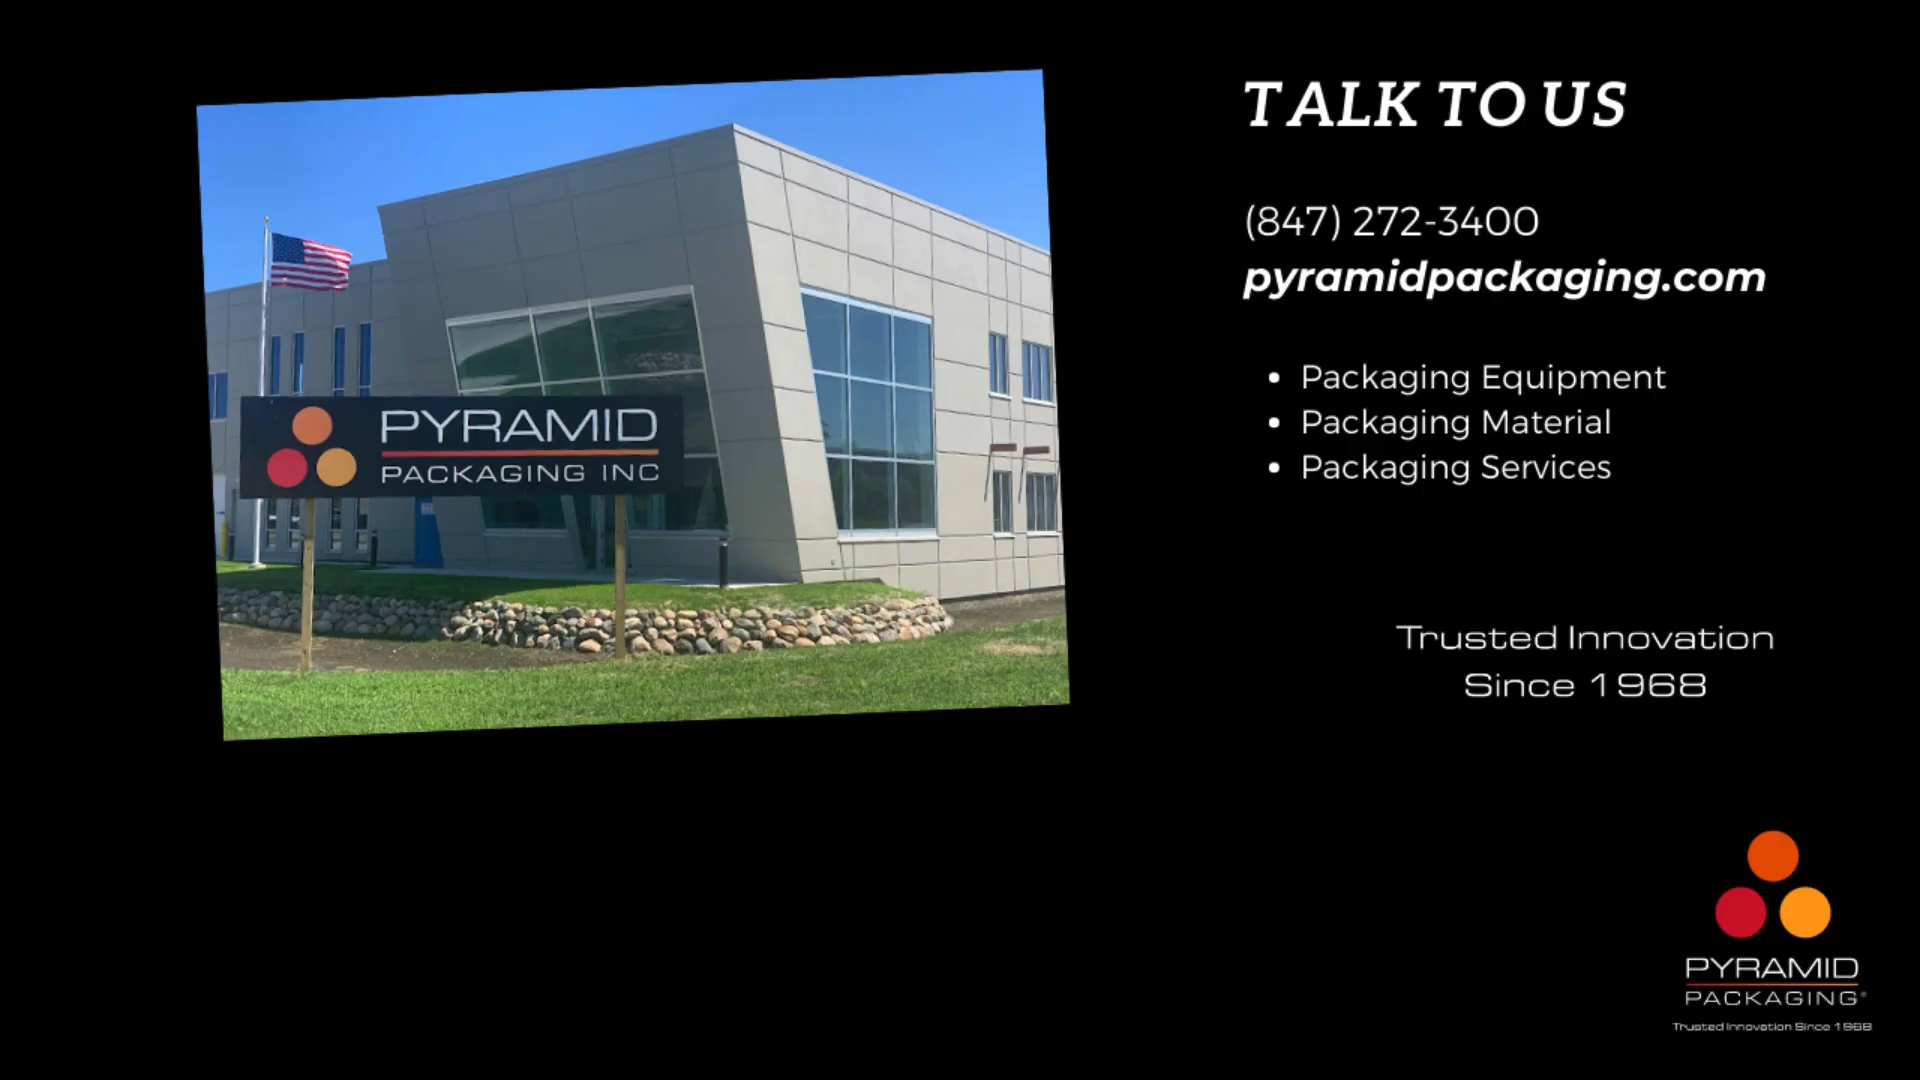 TALK TO US
(847) 272-3400
pyramidpackaging.com
• Packaging Equipment
• Packaging Material
• Packaging Services
PYRAMID
PACKAGING INC
Trusted Innovation
Since 1968
PYRAMID
PACKAGING®
Trusted Innovation Since 1968